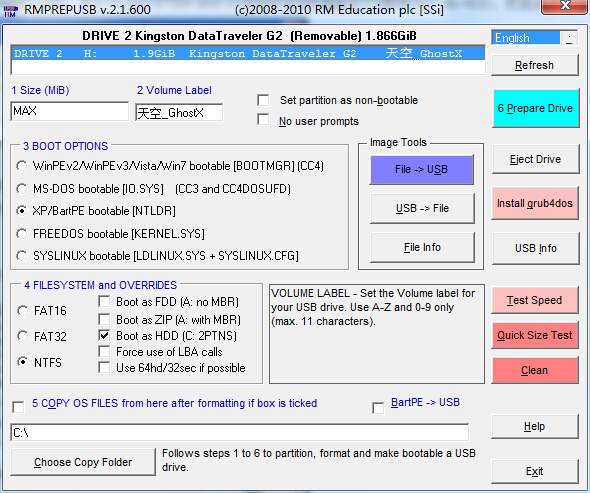 RMPREPUSB v.2.1.600 (c)2008-2010 RM Education plc [SSi]
DRIVE 2 Kingston DataTraveler G2 (Removable) 1.866GiB
English
DRIVE 2 H: 1.9GiB Kingston DataTraveler G2 天空_GhostX
Refresh
1 Size (MiB)
2 Volume Label
MAX
天空_GhostX
Set partition as non-bootable
No user prompts
6 Prepare Drive
3 BOOT OPTIONS
WinPEv2/WinPEv3/Vista/Win7 bootable [BOOTMGR] (CC4)
MS-DOS bootable [IO.SYS] (CC3 and CC4DOSUFD)
XP/BartPE bootable [NTLDR]
FREEDOS bootable [KERNEL.SYS]
SYSLINUX bootable [LDLINUX.SYS + SYSLINUX.CFG]
Image Tools
File -> USB
USB -> File
File Info
Eject Drive
Install grub4dos
USB Info
4 FILESYSTEM and OVERRIDES
FAT16
FAT32
NTFS
Boot as FDD (A: no MBR)
Boot as ZIP (A: with MBR)
Boot as HDD (C: 2PTNS)
Force use of LBA calls
Use 64hd/32sec if possible
VOLUME LABEL - Set the Volume label for
your USB drive. Use A-Z and 0-9 only
(max. 11 characters).
Test Speed
Quick Size Test
Clean
5 COPY OS FILES from here after formatting if box is ticked
BartPE -> USB
C:\
Help
Choose Copy Folder
Follows steps 1 to 6 to partition, format and make bootable a USB
drive.
Exit